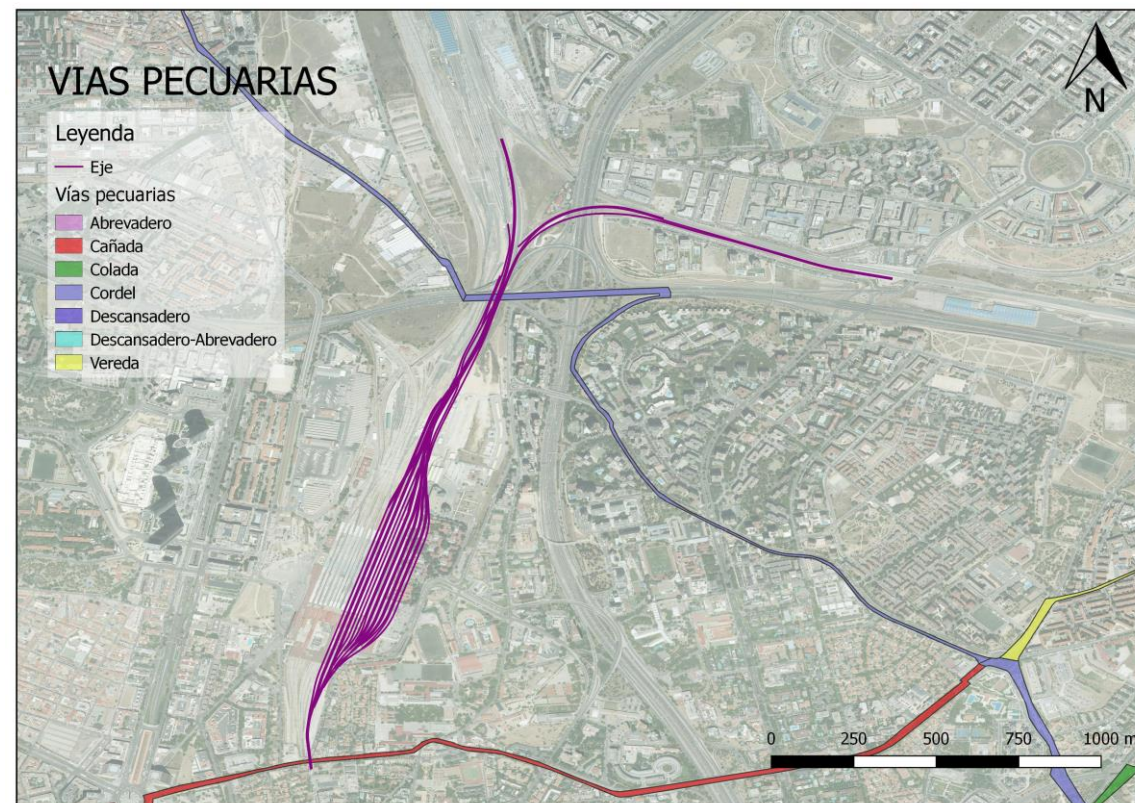 VIAS PECUARIAS
Leyenda
Eje
Vías pecuarias
Abrevadero
Cañada
Colada
Cordel
Descansadero
Descansadero-Abrevadero
Vereda
N
0 250 500 750 1000 m